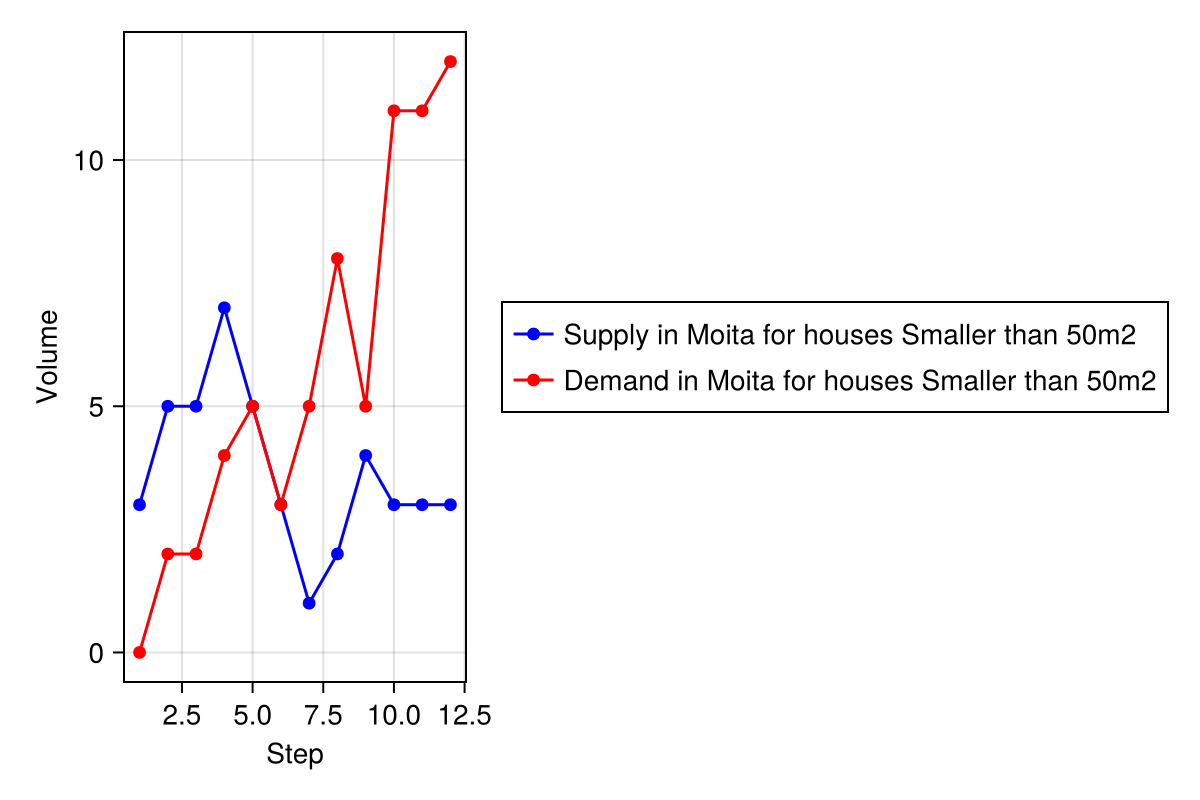 10
5
0
Volume
2.5 5.0 7.5 10.0 12.5
Step
Supply in Moita for houses Smaller than 50m2
Demand in Moita for houses Smaller than 50m2